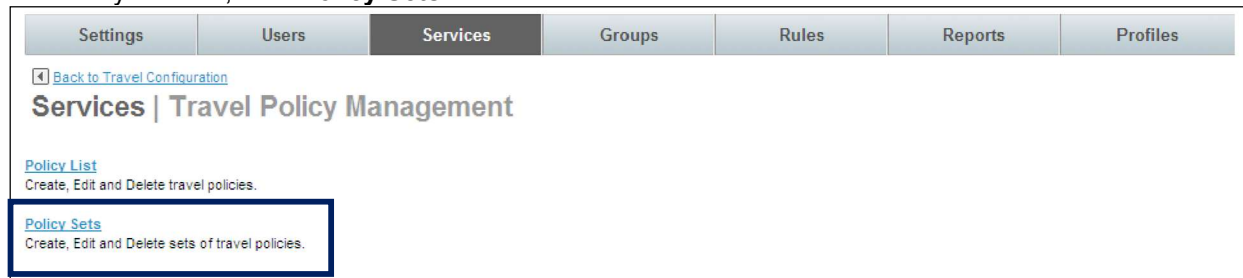 Settings Users Services Groups Rules Reports Profiles
Back to Travel Configuration
Services | Travel Policy Management
Policy List
Create, Edit and Delete travel policies.
Policy Sets
Create, Edit and Delete sets of travel policies.